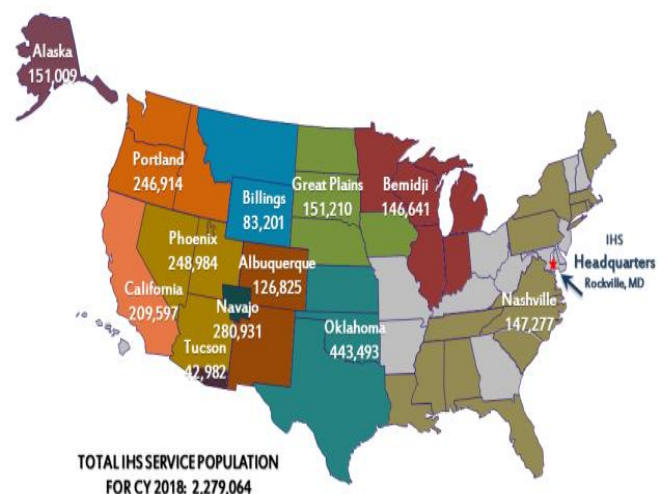 Alaska
151,009
Portland
246,914
Billings
83,201
Great Plains
151,210
Bemidji
146,641
IHS
Headquarters
Rockville, MD
Phoenix
248,984
Albuquerque
126,825
California
209,597
Navajo
280,931
Oklahoma
443,493
Nashville
147,277
Tucson
42,982
TOTAL IHS SERVICE POPULATION
FOR CY 2018: 2,279,064